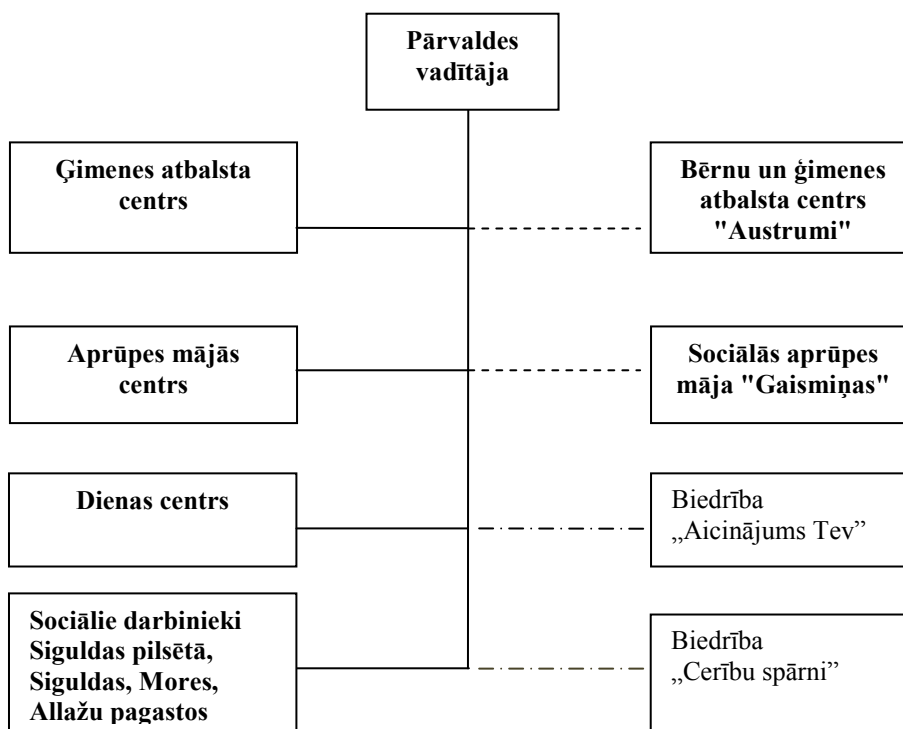 Pārvaldes
vadītāja
Ģimenes atbalsta
centrs
Bērnu un ģimenes
atbalsta centrs
"Austrumi"
Aprūpes mājās
centrs
Sociālās aprūpes
māja "Gaismiņas"
Dienas centrs
Biedrība
„Aicinājums Tev”
Sociālie darbinieki
Siguldas pilsētā,
Siguldas, Mores,
Allažu pagastos
Biedrība
„Cerību spārni”